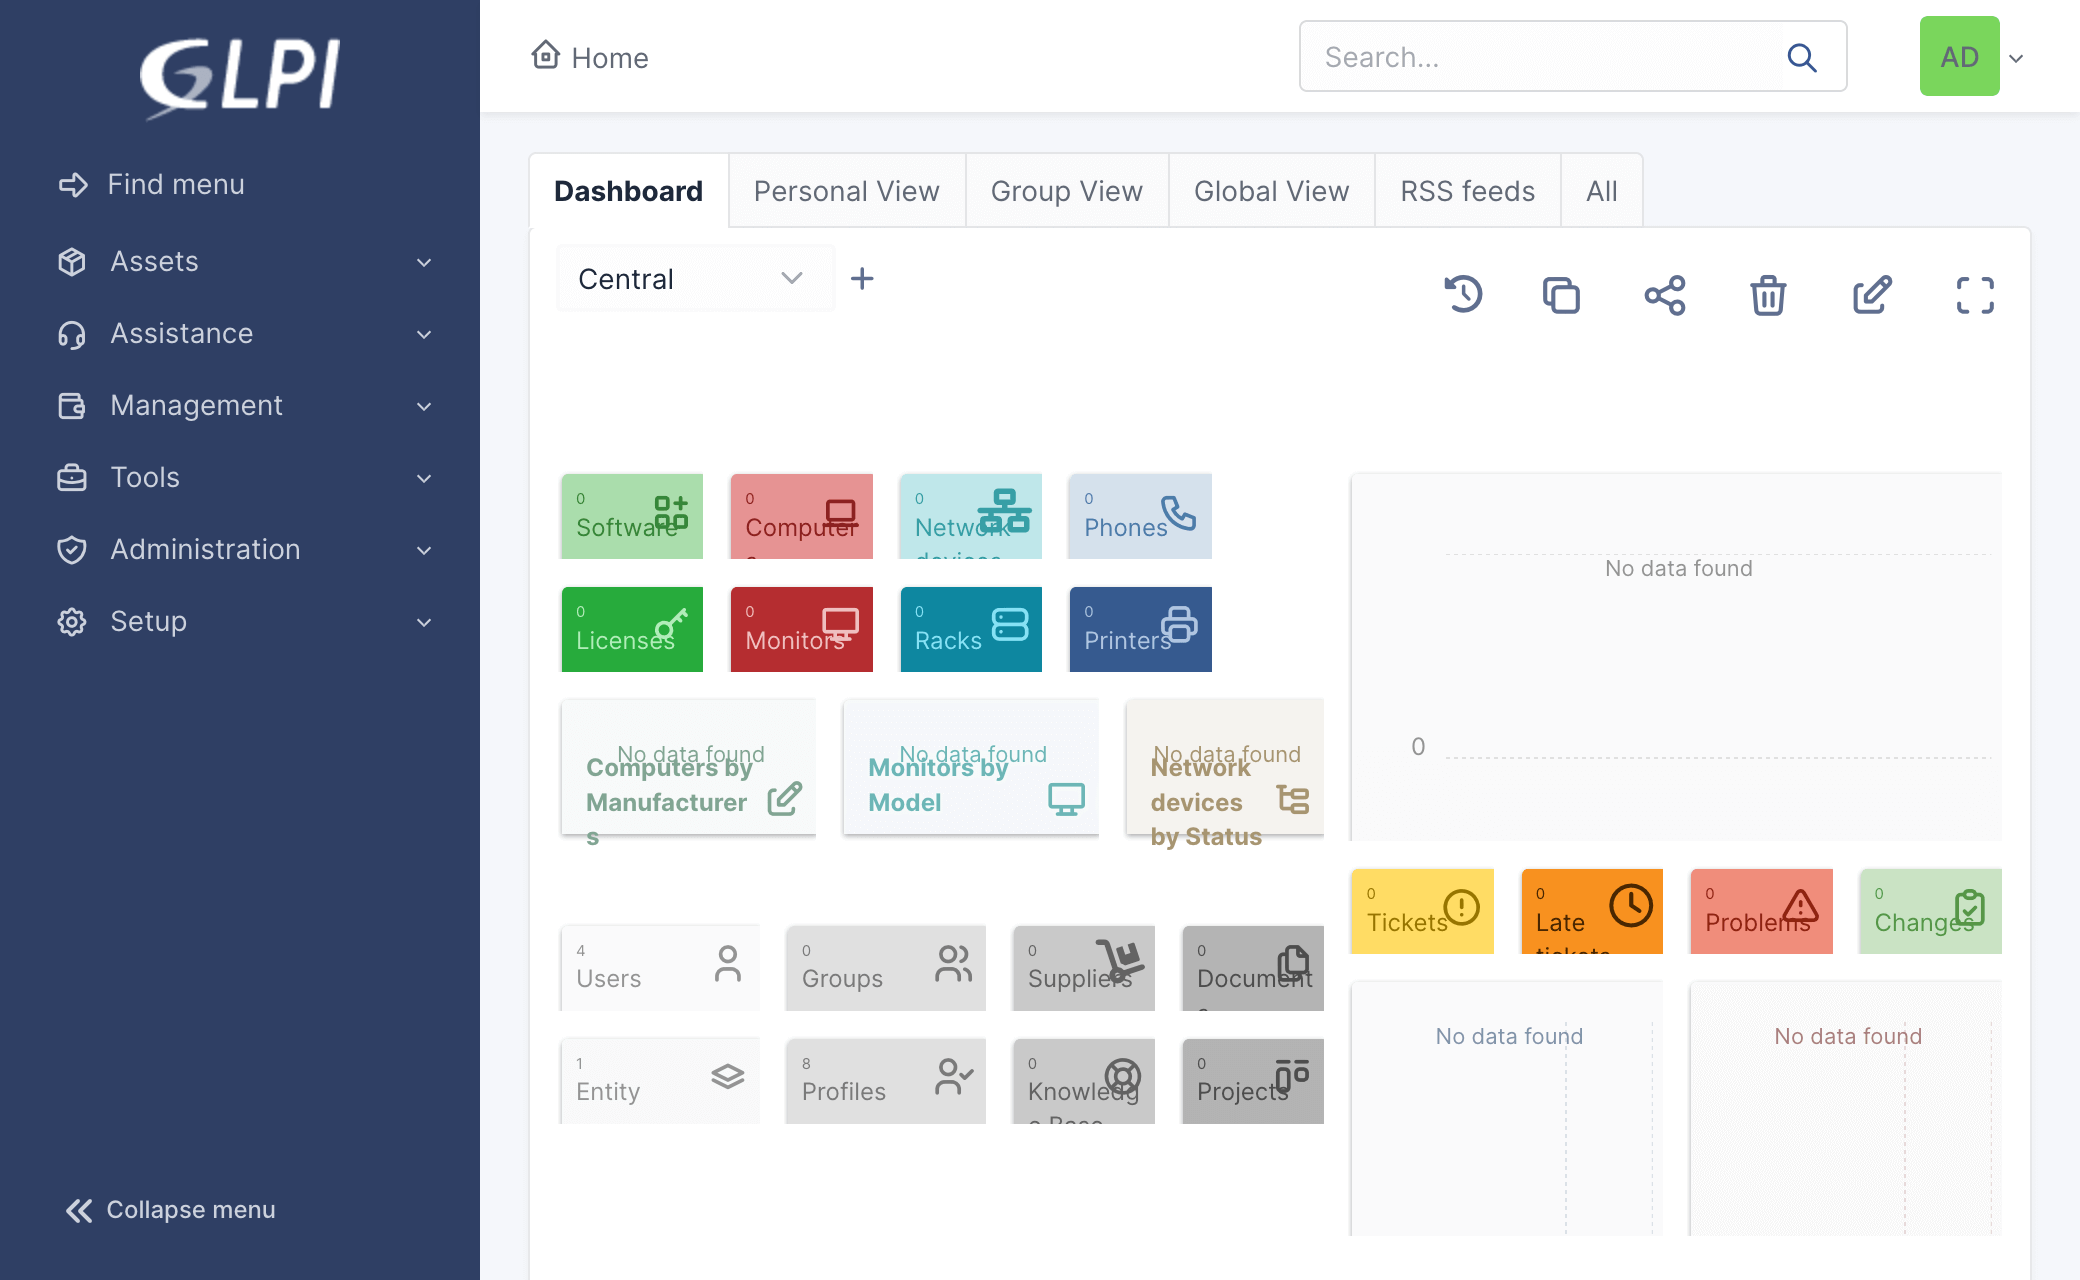 GLPI
Find menu
Assets
Assistance
Management
Tools
Administration
Setup
Collapse menu
Home
Search...
AD
Dashboard
Personal View
Group View
Global View
RSS feeds
All
Central
0
Software
0
Computer
0
Network
devices
0
Phones
0
Licenses
0
Monitors
0
Racks
0
Printers
No data found
Computers by
Manufacturer
s
No data found
Monitors by
Model
No data found
Network
devices
by Status
4
Users
0
Groups
0
Suppliers
0
Document
1
Entity
8
Profiles
0
Knowledg
e Base
0
Projects
No data found
0
0
Tickets
0
Late
tickets
0
Problems
0
Changes
No data found
No data found